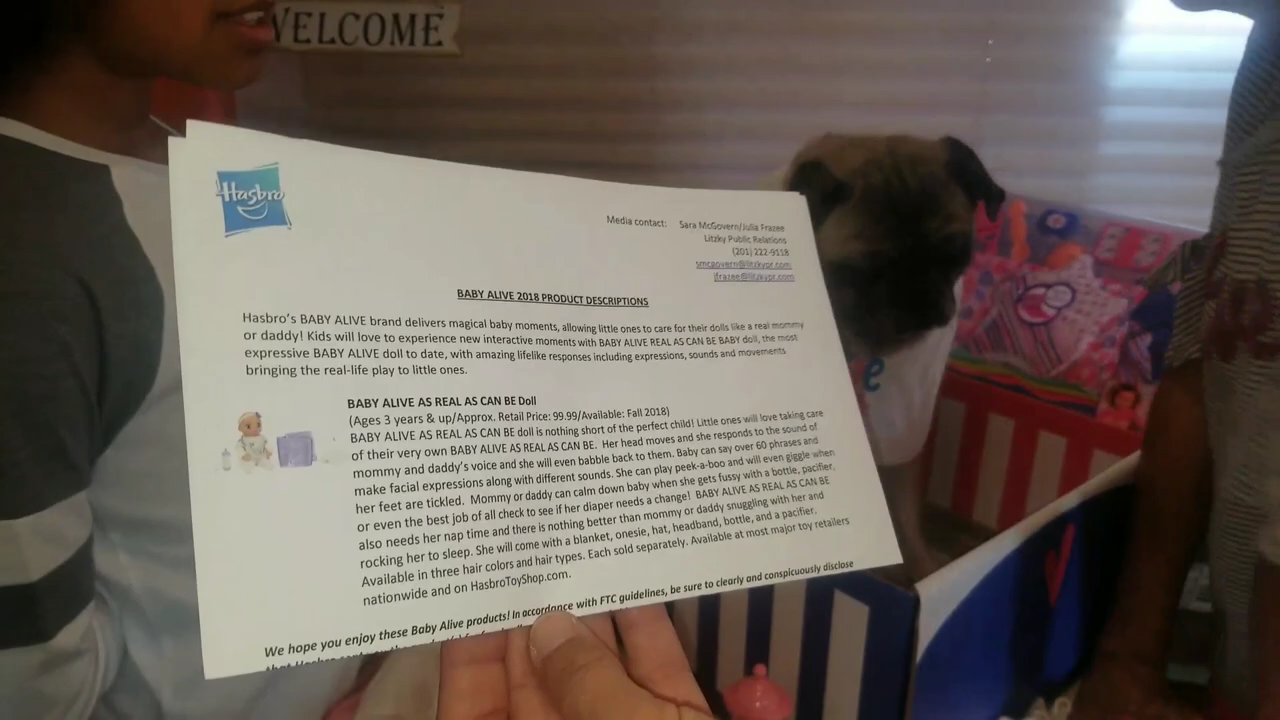 WELCOME
Hasbro
Media contact: Sara McGovern/Julia Frazee
Litzky Public Relations
(201) 222-9118
smcgovern@litzkypr.com
jfrazee@litzkypr.com
BABY ALIVE 2018 PRODUCT DESCRIPTIONS
Hasbro's BABY ALIVE brand delivers magical baby moments, allowing little ones to care for their dolls like a real mommy
or daddy! Kids will love to experience new interactive moments with BABY ALIVE REAL AS CAN BE BABY doll, the most
expressive BABY ALIVE doll to date, with amazing lifelike responses including expressions, sounds and movements
bringing the real-life play to little ones.
BABY ALIVE AS REAL AS CAN BE Doll
(Ages 3 years & up/Approx. Retail Price: 99.99/Available: Fall 2018)
BABY ALIVE AS REAL AS CAN BE doll is nothing short of the perfect child! Little ones will love taking care
of their very own BABY ALIVE AS REAL AS CAN BE. Her head moves and she responds to the sound of
mommy and daddy's voice and she will even babble back to them. Baby can say over 60 phrases and
make facial expressions along with different sounds. She can play peek-a-boo and will even giggle when
her feet are tickled. Mommy or daddy can calm down baby when she gets fussy with a bottle, pacifier,
or even the best job of all check to see if her diaper needs a change! BABY ALIVE AS REAL AS CAN BE
also needs her nap time and there is nothing better than mommy or daddy snuggling with her and
rocking her to sleep. She will come with a blanket, onesie, hat, headband, bottle, and a pacifier.
Available in three hair colors and hair types. Each sold separately. Available at most major toy retailers
nationwide and on HasbroToyShop.com.
We hope you enjoy these Baby Alive products! In accordance with FTC guidelines, be sure to clearly and conspicuously disclose
that Hasbro
e